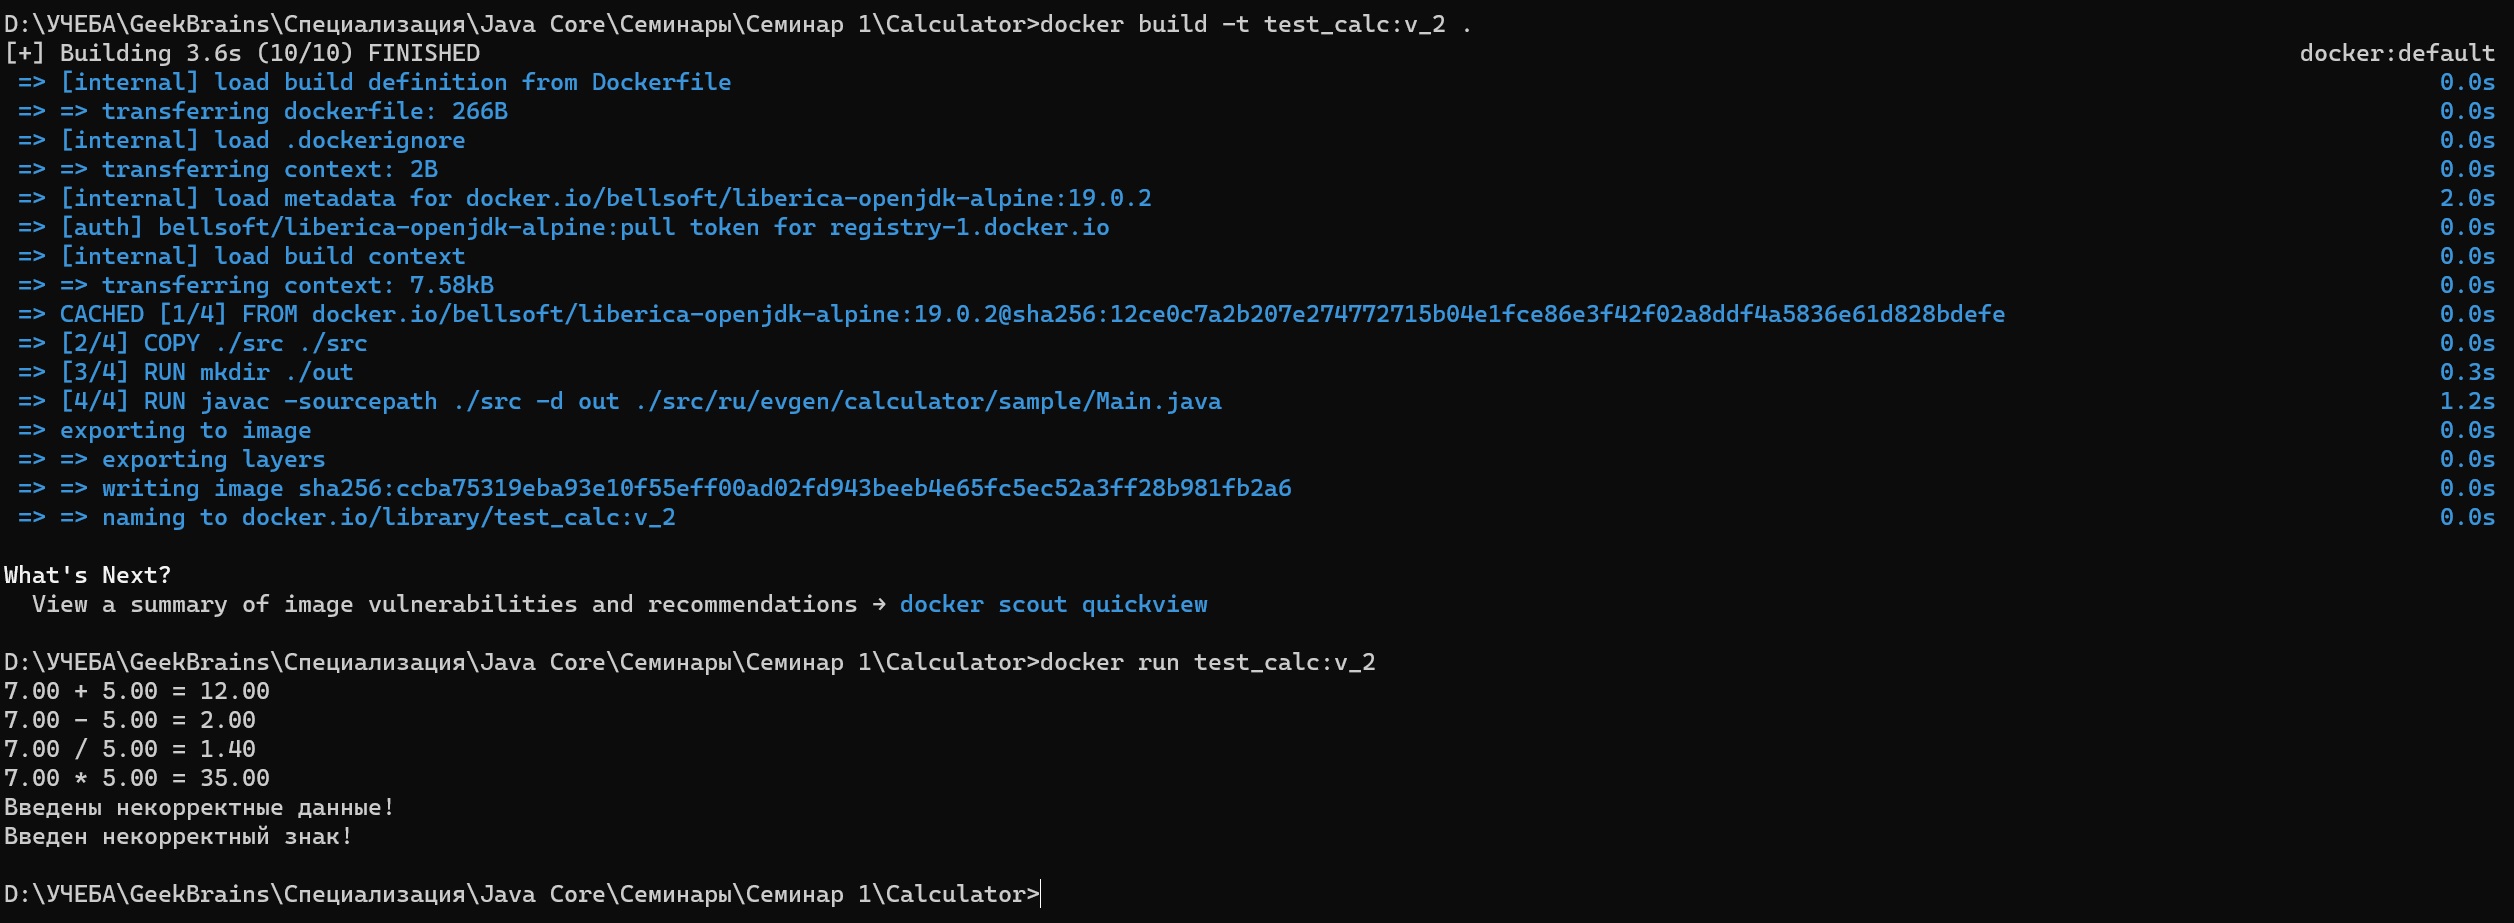 D:\УЧЕБА\GeekBrains\Специализация\Java Core\Семинары\Семинар 1\Calculator>docker build -t test_calc:v_2 .
[+] Building 3.6s (10/10) FINISHED docker:default
=> [internal] load build definition from Dockerfile 0.0s
=> => transferring dockerfile: 266B 0.0s
=> [internal] load .dockerignore 0.0s
=> => transferring context: 2B 0.0s
=> [internal] load metadata for docker.io/bellsoft/liberica-openjdk-alpine:19.0.2 2.0s
=> [auth] bellsoft/liberica-openjdk-alpine:pull token for registry-1.docker.io 0.0s
=> [internal] load build context 0.0s
=> => transferring context: 7.58kB 0.0s
=> CACHED [1/4] FROM docker.io/bellsoft/liberica-openjdk-alpine:19.0.2@sha256:12ce0c7a2b207e274772715b04e1fce86e3f42f02a8ddf4a5836e61d828bdefe 0.0s
=> [2/4] COPY ./src ./src 0.0s
=> [3/4] RUN mkdir ./out 0.3s
=> [4/4] RUN javac -sourcepath ./src -d out ./src/ru/evgen/calculator/sample/Main.java 1.2s
=> exporting to image 0.0s
=> => exporting layers 0.0s
=> => writing image sha256:ccba75319eba93e10f55eff00ad02fd943beeb4e65fc5ec52a3ff28b981fb2a6 0.0s
=> => naming to docker.io/library/test_calc:v_2 0.0s
What's Next?
View a summary of image vulnerabilities and recommendations → docker scout quickview
D:\УЧЕБА\GeekBrains\Специализация\Java Core\Семинары\Семинар 1\Calculator>docker run test_calc:v_2
7.00 + 5.00 = 12.00
7.00 - 5.00 = 2.00
7.00 / 5.00 = 1.40
7.00 * 5.00 = 35.00
Введены некорректные данные!
Введен некорректный знак!
D:\УЧЕБА\GeekBrains\Специализация\Java Core\Семинары\Семинар 1\Calculator>